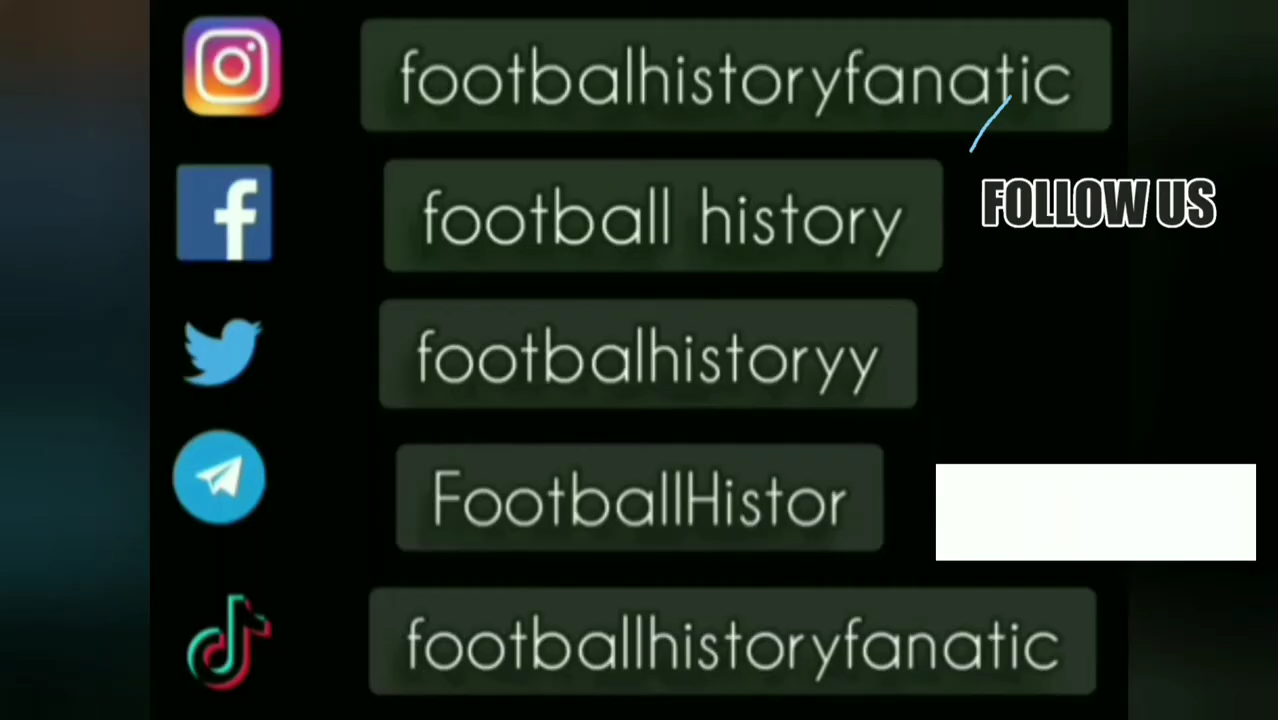 footbalhistoryfanatic
football history
FOLLOW US
footbalhistoryy
FootballHistor
footballhistoryfanatic